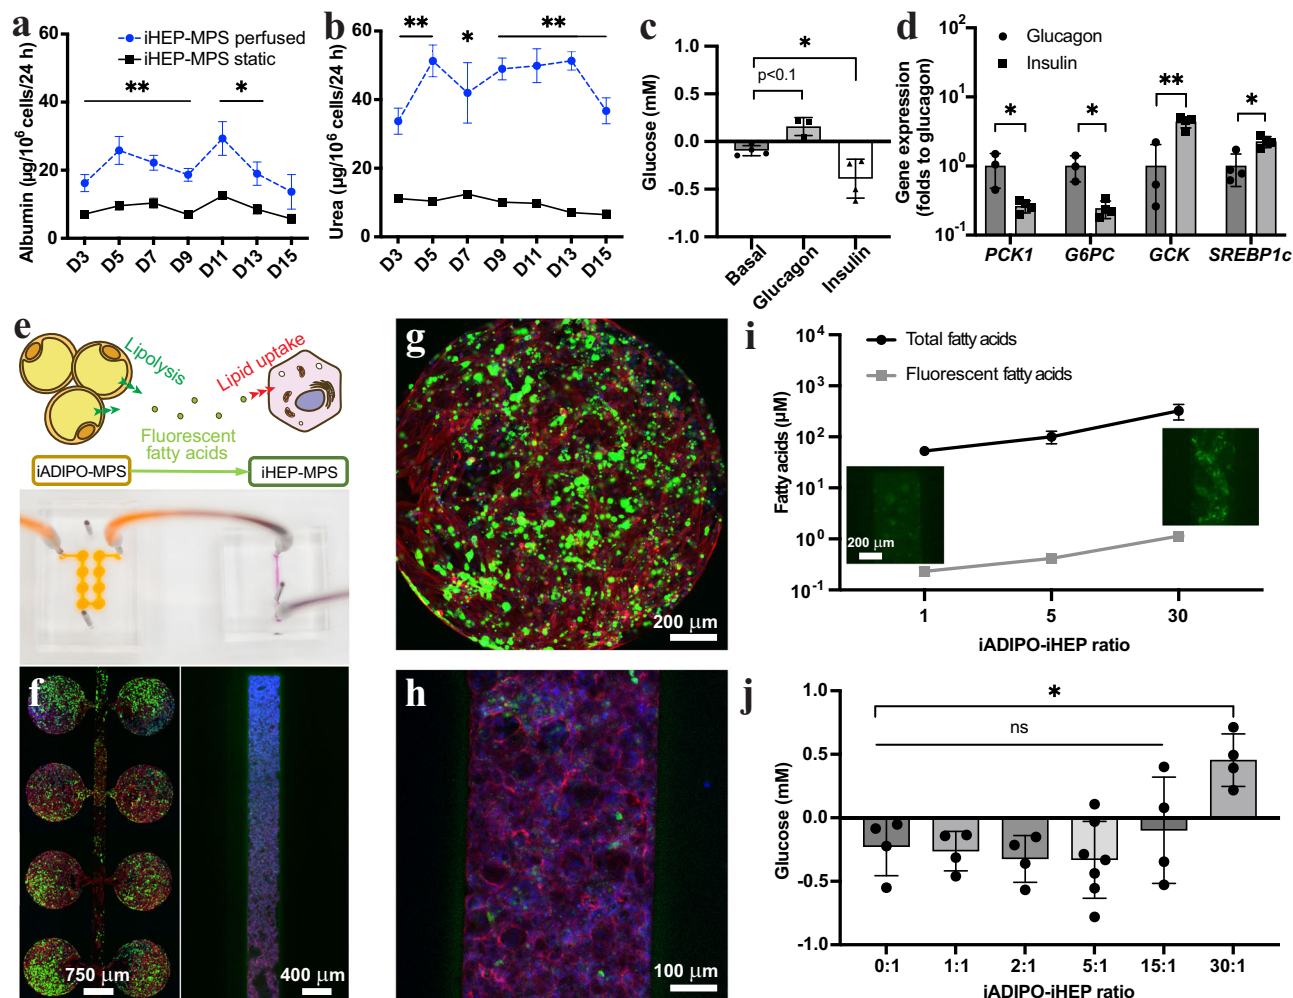 a
iHEP-MPS perfused
iHEP-MPS static
Albumin (µg/10⁶ cells/24 h)
60
40
20
0
**
*
D3 D5 D7 D9 D11 D13 D15
b
Urea (µg/10⁶ cells/24 h)
60
40
20
0
**
*
**
D3 D5 D7 D9 D11 D13 D15
c
Glucose (mM)
1.0
0.5
0.0
-0.5
-1.0
*
p<0.1
Basal Glucagon Insulin
d
Gene expression
(folds to glucagon)
10²
10¹
10⁰
10⁻¹
Glucagon
Insulin
*
*
**
*
PCK1 G6PC GCK SREBP1c
e
Lipolysis
Lipid uptake
Fluorescent
fatty acids
iADIPO-MPS
iHEP-MPS
f
750 µm
400 µm
g
200 µm
h
100 µm
i
Total fatty acids
Fluorescent fatty acids
Fatty acids (µM)
10⁴
10³
10²
10¹
10⁰
10⁻¹
200 µm
1 5 30
iADIPO-iHEP ratio
j
Glucose (mM)
1.0
0.5
0.0
-0.5
-1.0
*
ns
0:1 1:1 2:1 5:1 15:1 30:1
iADIPO-iHEP ratio